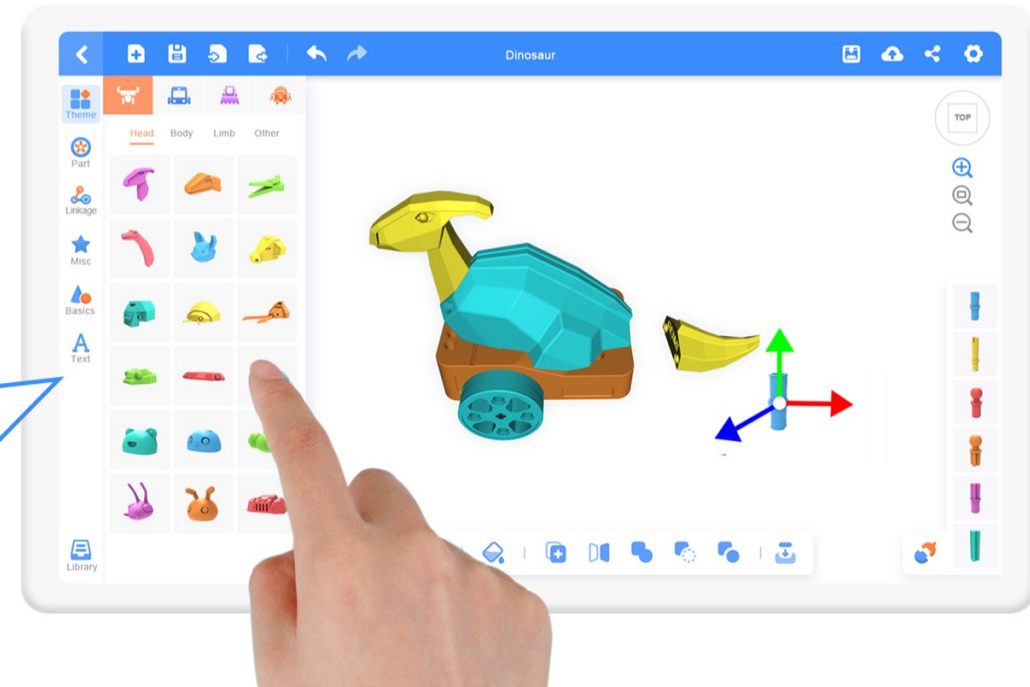 Dinosaur
Theme
Part
Linkage
Misc
Basics
Text
Library
Head Body Limb Other
TOP